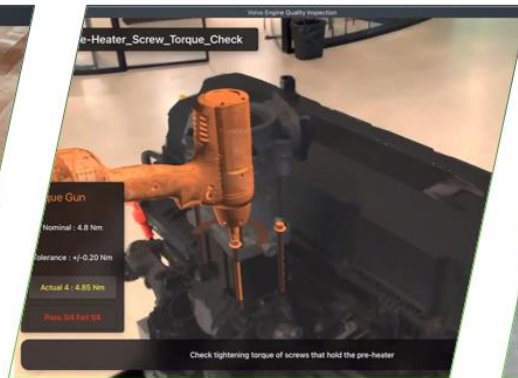 Volvo Engine Quality Inspection
e-Heater_Screw_Torque_Check
que Gun
Nominal : 4.8 Nm
olerance : +/-0.20 Nm
Actual 4 : 4.85 Nm
Pass:3/4 Fail:1/4
Check tightening torque of screws that hold the pre-heater